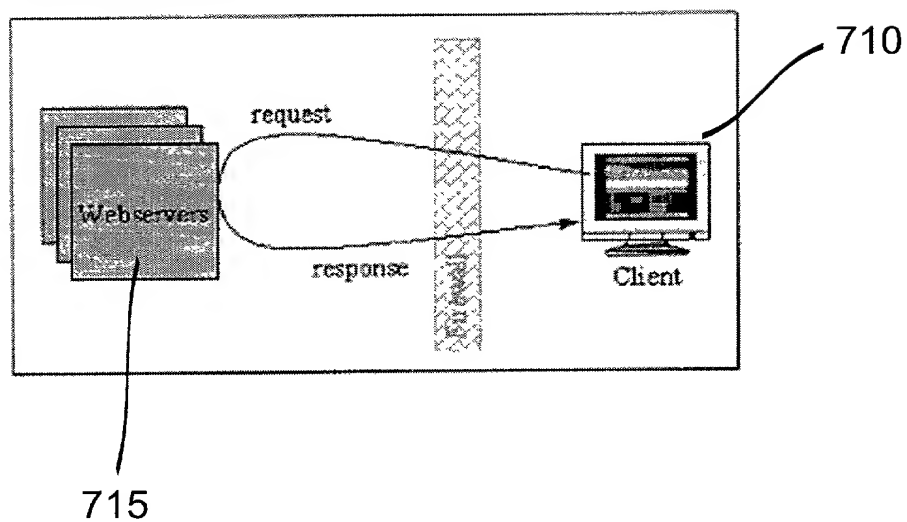 710
request
Webservers
response
Firewall
Client
715